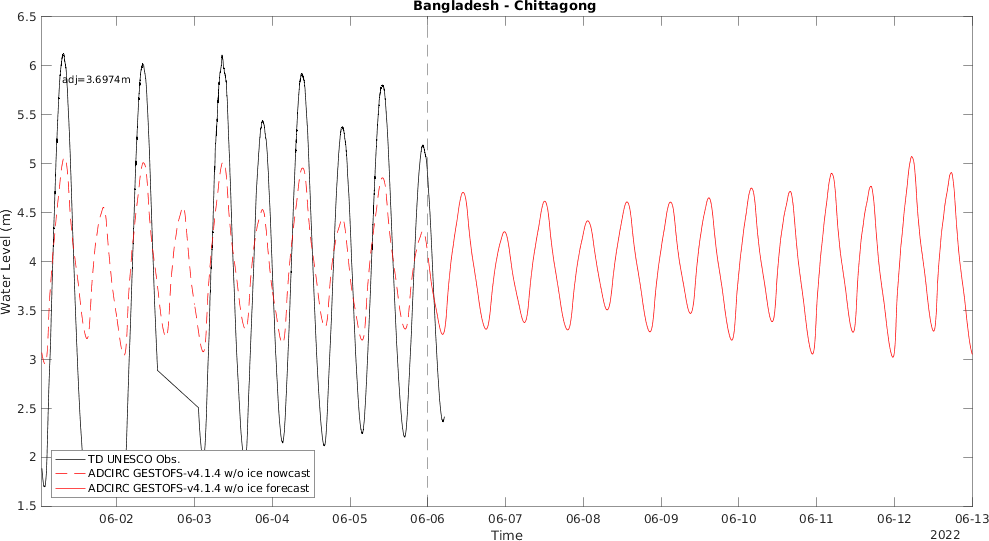 Bangladesh - Chittagong
6.5
6
5.5
5
4.5
4
3.5
3
2.5
2
1.5
Water Level (m)
adj=3.6974m
TD UNESCO Obs.
ADCIRC GESTOFS-v4.1.4 w/o ice nowcast
ADCIRC GESTOFS-v4.1.4 w/o ice forecast
06-02 06-03 06-04 06-05 06-06 06-07 06-08 06-09 06-10 06-11 06-12 06-13
Time
2022